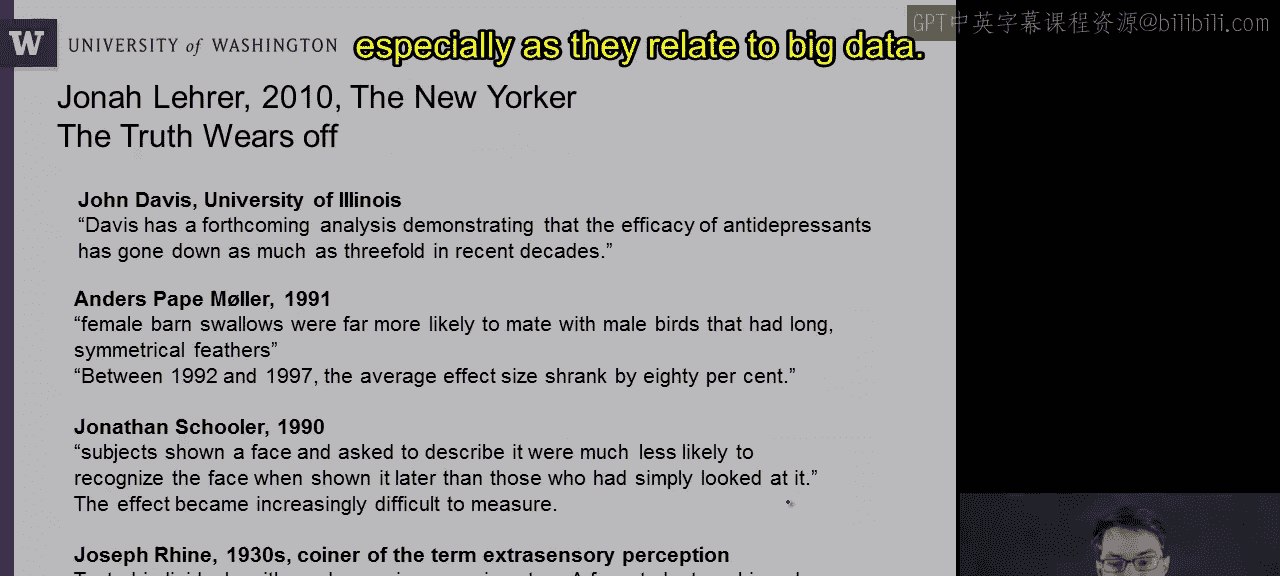 GPT中英字幕课程资源@bilibili.com
W UNIVERSITY of WASHINGTON
especially as they relate to big data.
Jonah Lehrer, 2010, The New Yorker
The Truth Wears off
John Davis, University of Illinois
“Davis has a forthcoming analysis demonstrating that the efficacy of antidepressants
has gone down as much as threefold in recent decades.”
Anders Pape Møller, 1991
“female barn swallows were far more likely to mate with male birds that had long,
symmetrical feathers”
“Between 1992 and 1997, the average effect size shrank by eighty per cent.”
Jonathan Schooler, 1990
“subjects shown a face and asked to describe it were much less likely to
recognize the face when shown it later than those who had simply looked at it.”
The effect became increasingly difficult to measure.
Joseph Rhine, 1930s, coiner of the term extrasensory perception